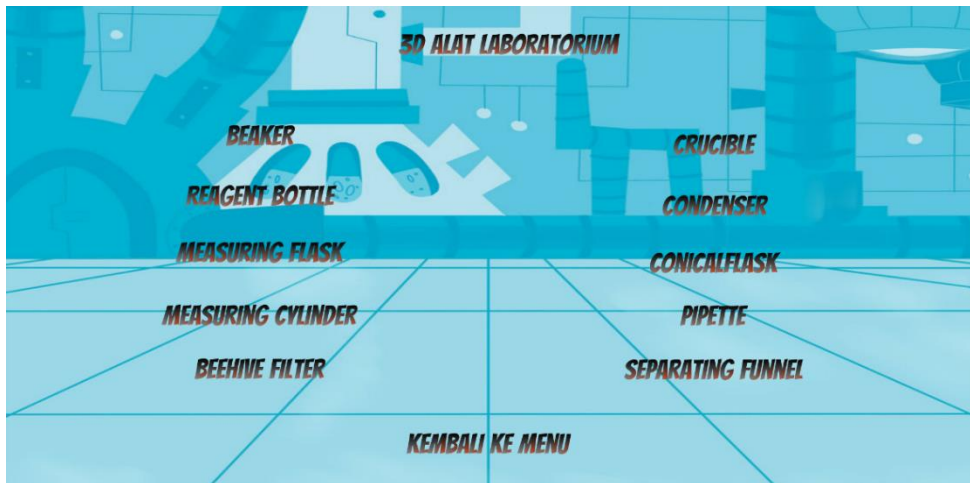 3D ALAT LABORATORIUM
BEAKER
REAGENT BOTTLE
MEASURING FLASK
MEASURING CYLINDER
BEEHIVE FILTER
CRUCIBLE
CONDENSER
CONICALFLASK
PIPETTE
SEPARATING FUNNEL
KEMBALI KE MENU